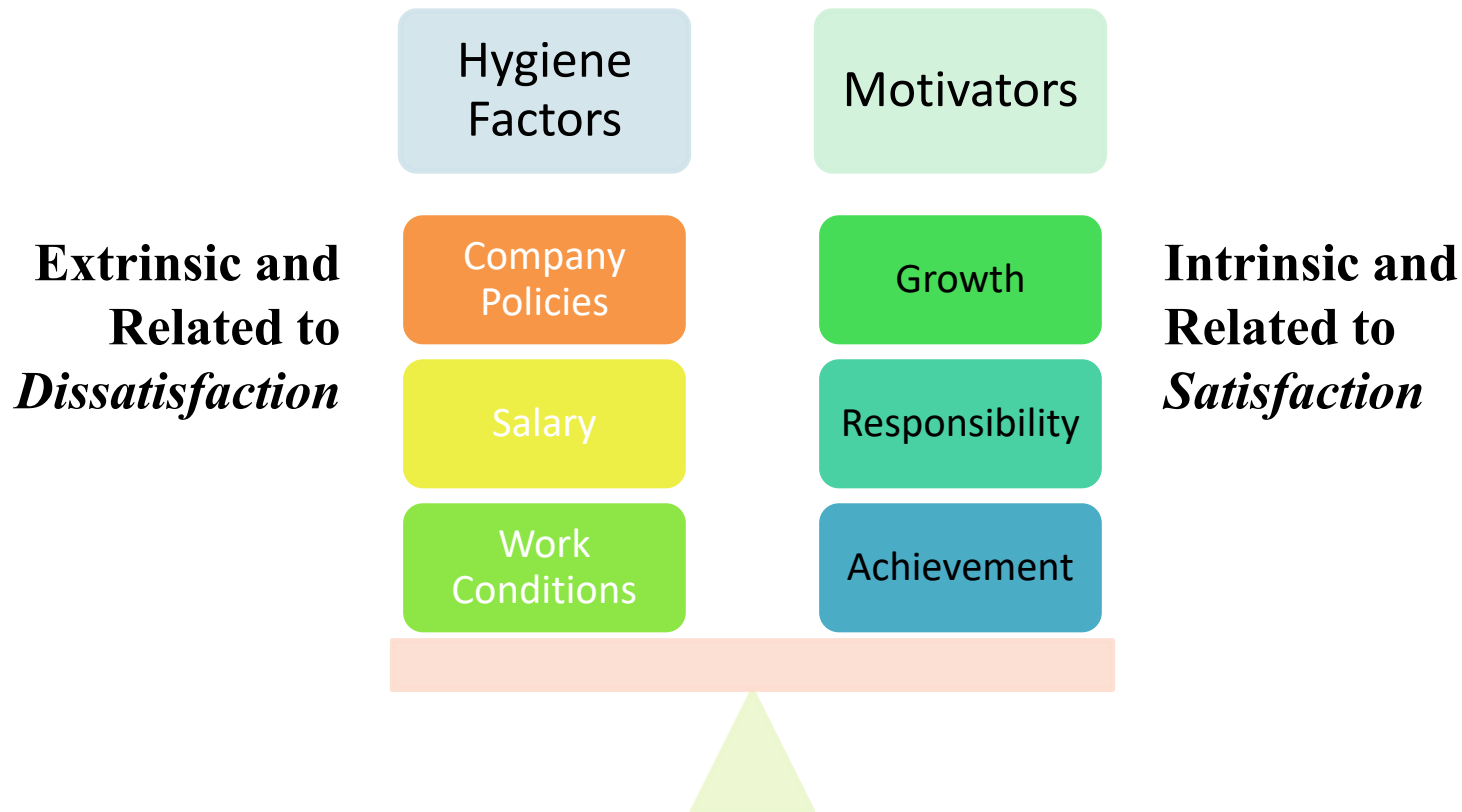 Hygiene
Factors
Motivators
Extrinsic and
Related to
Dissatisfaction
Company
Policies
Salary
Work
Conditions
Growth
Responsibility
Achievement
Intrinsic and
Related to
Satisfaction